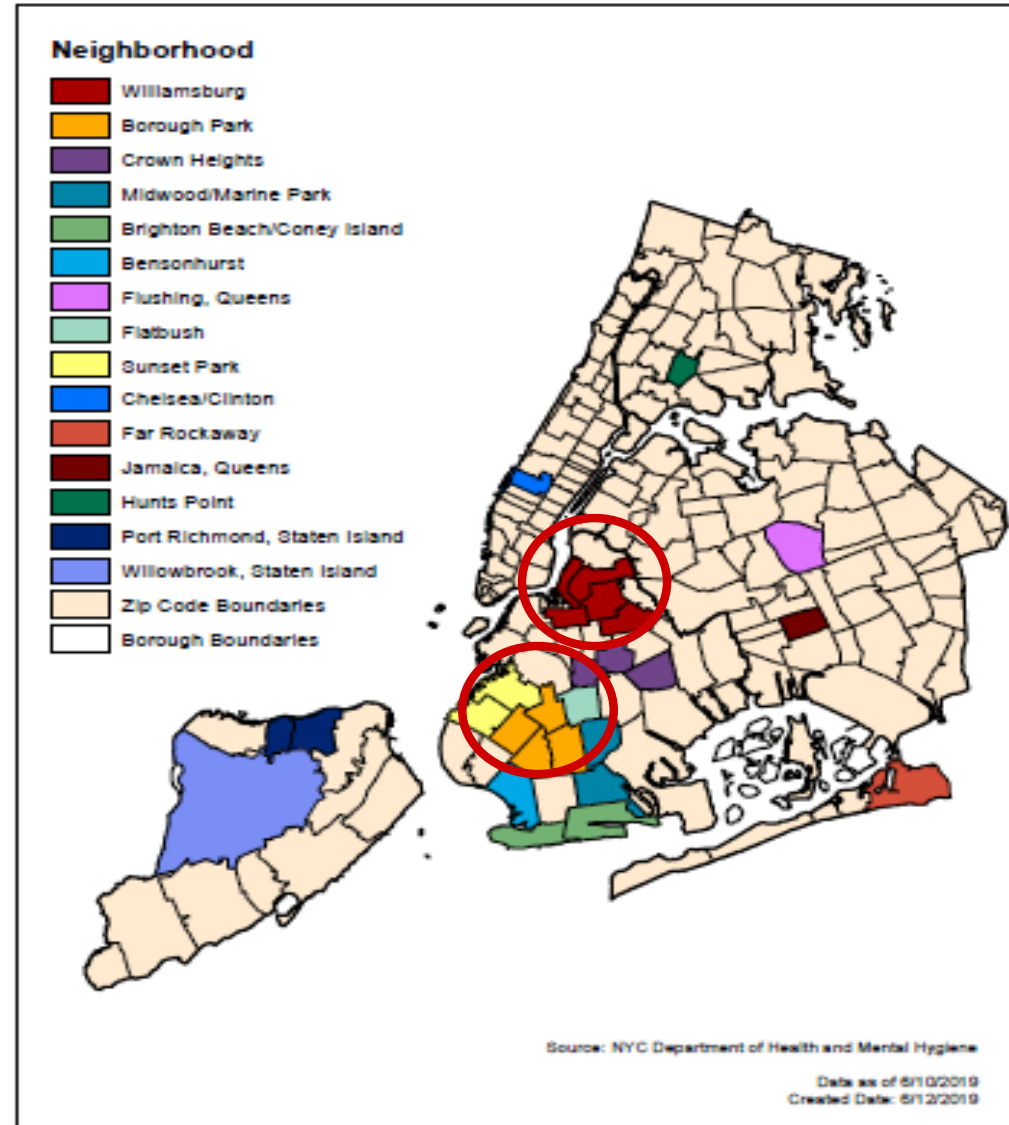 Neighborhood
Williamsburg
Borough Park
Crown Heights
Midwood/Marine Park
Brighton Beach/Coney Island
Bensonhurst
Flushing, Queens
Flatbush
Sunset Park
Chelsea/Clinton
Far Rockaway
Jamaica, Queens
Hunts Point
Port Richmond, Staten Island
Willowbrook, Staten Island
Zip Code Boundaries
Borough Boundaries
Source: NYC Department of Health and Mental Hygiene
Data as of 6/10/2019
Created Date: 6/12/2019